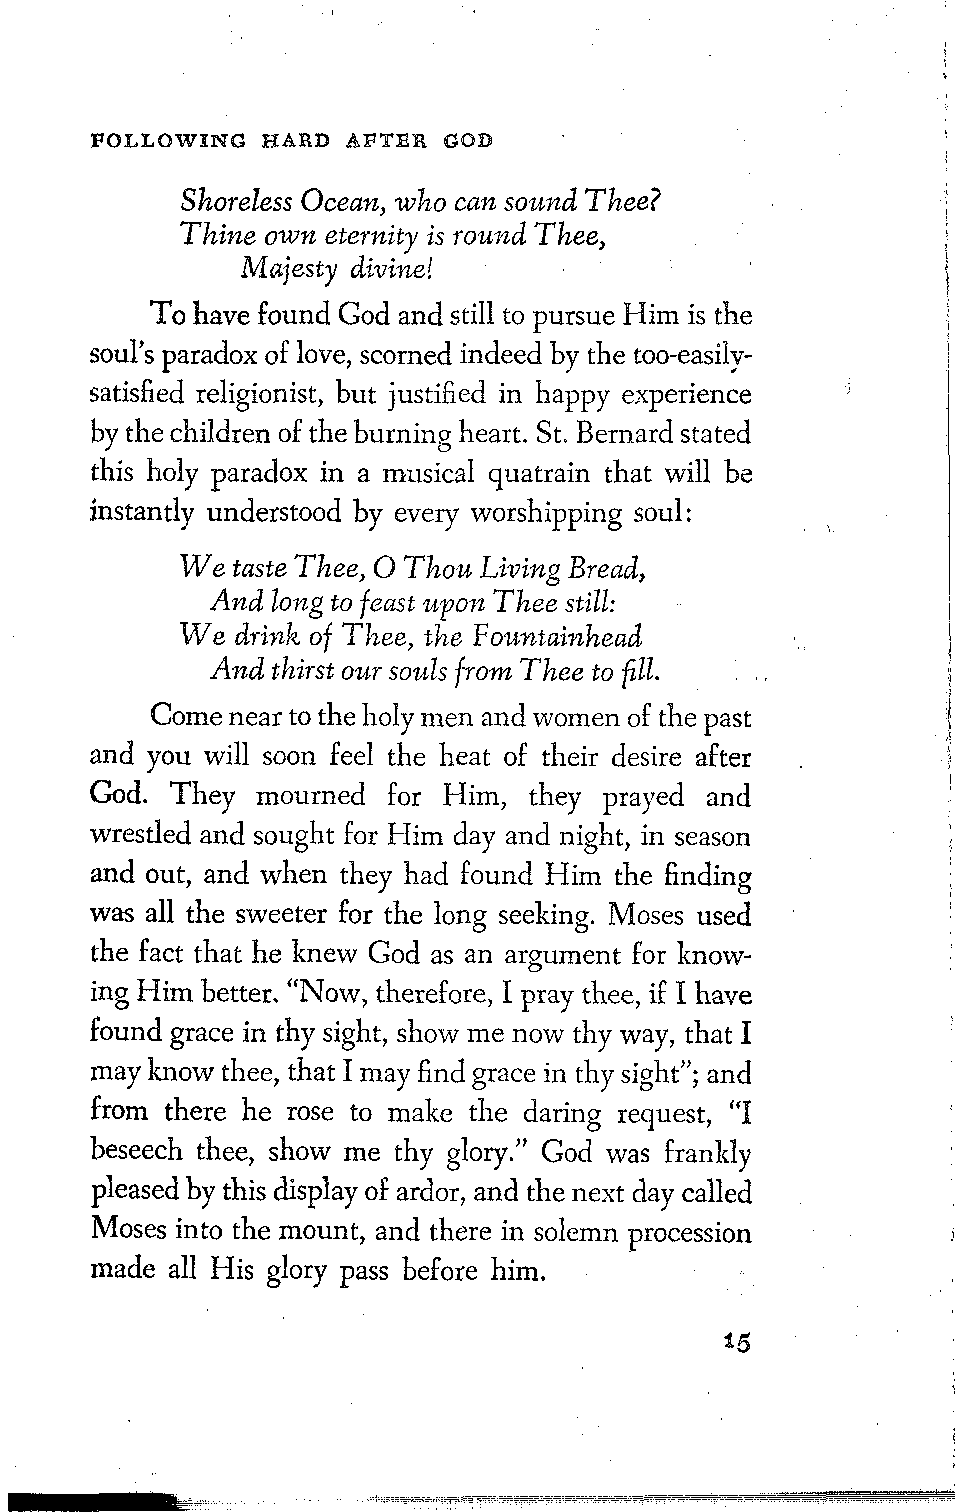 FOLLOWING HARD AFTER GOD
Shoreless Ocean, who can sound Thee?
Thine own eternity is round Thee,
Majesty divine!
To have found God and still to pursue Him is the
soul's paradox of love, scorned indeed by the too-easily-
satisfied religionist, but justified in happy experience
by the children of the burning heart. St. Bernard stated
this holy paradox in a musical quatrain that will be
instantly understood by every worshipping soul:
We taste Thee, O Thou Living Bread,
And long to feast upon Thee still:
We drink of Thee, the Fountainhead
And thirst our souls from Thee to fill.
Come near to the holy men and women of the past
and you will soon feel the heat of their desire after
God. They mourned for Him, they prayed and
wrestled and sought for Him day and night, in season
and out, and when they had found Him the finding
was all the sweeter for the long seeking. Moses used
the fact that he knew God as an argument for know-
ing Him better. "Now, therefore, I pray thee, if I have
found grace in thy sight, show me now thy way, that I
may know thee, that I may find grace in thy sight"; and
from there he rose to make the daring request, "I
beseech thee, show me thy glory." God was frankly
pleased by this display of ardor, and the next day called
Moses into the mount, and there in solemn procession
made all His glory pass before him.
15